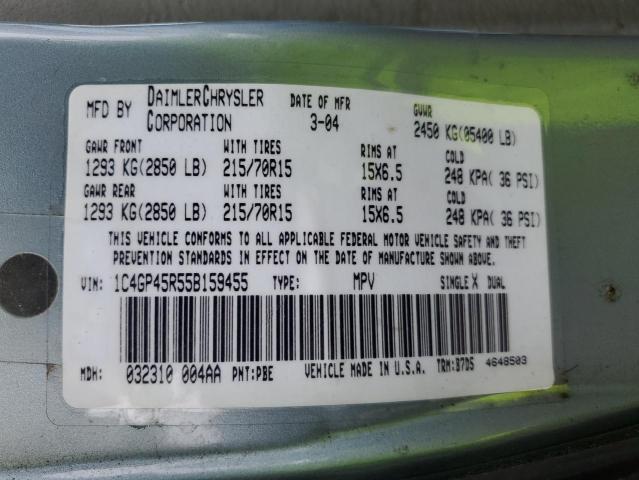 MFD BY DAIMLERCHRYSLER CORPORATION DATE OF MFR 3-04 GVWR 2450 KG(05400 LB)
GAWR FRONT WITH TIRES RIMS AT COLD
1293 KG(2850 LB) 215/70R15 15X6.5 248 KPA( 36 PSI)
GAWR REAR WITH TIRES RIMS AT COLD
1293 KG(2850 LB) 215/70R15 15X6.5 248 KPA( 36 PSI)
THIS VEHICLE CONFORMS TO ALL APPLICABLE FEDERAL MOTOR VEHICLE SAFETY AND THEFT
PREVENTION STANDARDS IN EFFECT ON THE DATE OF MANUFACTURE SHOWN ABOVE.
VIN: 1C4GP45R55B159455 TYPE: MPV SINGLE X DUAL
MDH: 032310 004AA PNT:PBE VEHICLE MADE IN U.S.A. TRM:B7D5 4648503